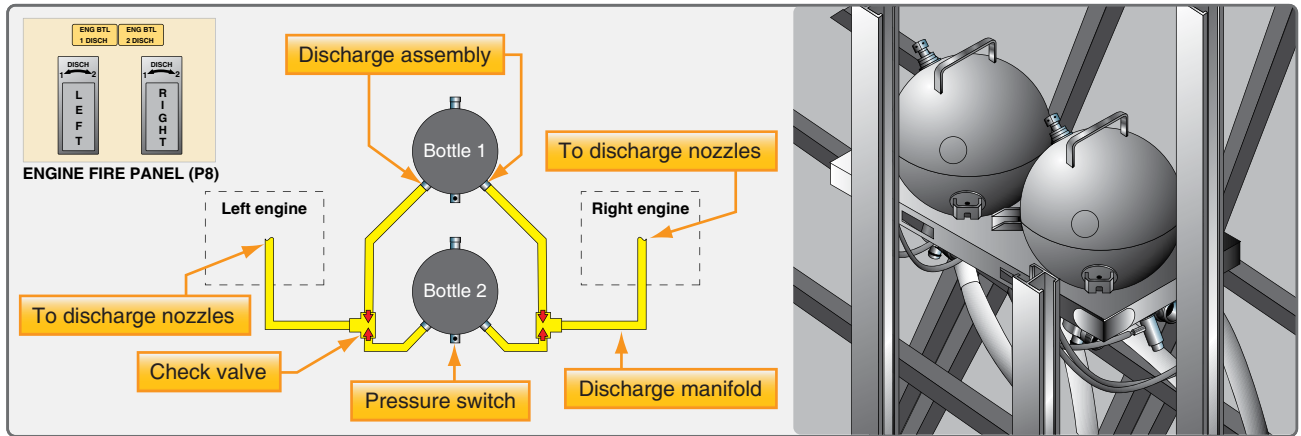 ENG BTL
1 DISCH
ENG BTL
2 DISCH
DISCH
1 2
L
E
F
T
DISCH
1 2
R
I
G
H
T
ENGINE FIRE PANEL (P8)
Discharge assembly
Bottle 1
To discharge nozzles
Left engine
Right engine
Bottle 2
To discharge nozzles
Check valve
Pressure switch
Discharge manifold